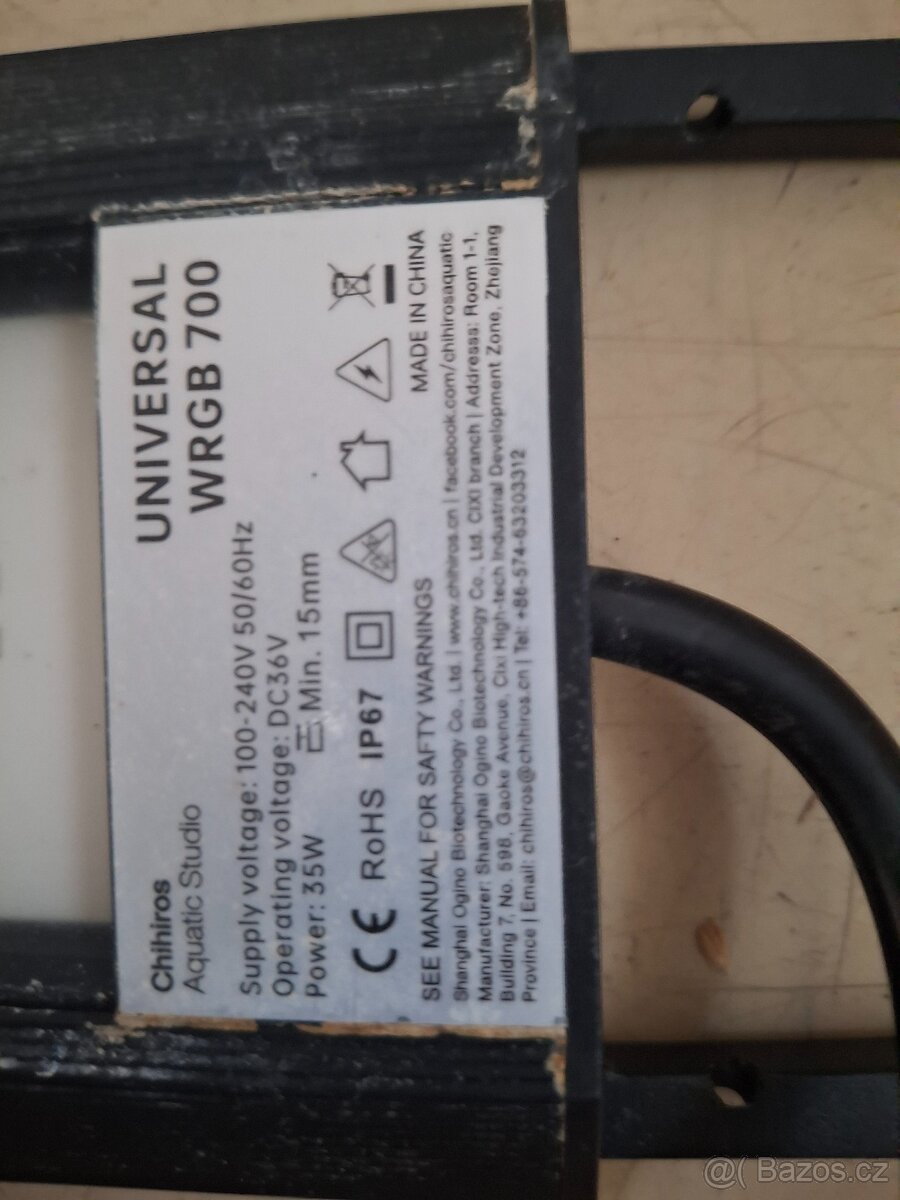 Chihiros
Aquatic Studio
UNIVERSAL
WRGB 700
Supply voltage: 100-240V 50/60Hz
Operating voltage: DC36V
Power: 35W
Min. 15mm
CE RoHS IP67
SEE MANUAL FOR SAFTY WARNINGS
MADE IN CHINA
Shanghai Ogino Biotechnology Co., Ltd. | www.chihiros.cn | facebook.com/chihirosaquatic
Manufacturer: Shanghai Ogino Biotechnology Co., Ltd. CIXI branch | Addresss: Room 1-1,
Building 7, No. 598, Gaoke Avenue, Cixi High-tech Industrial Development Zone, Zhejiang
Province | Email: chihiros@chihiros.cn | Tel: +86-574-63203312
@( Bazos.cz